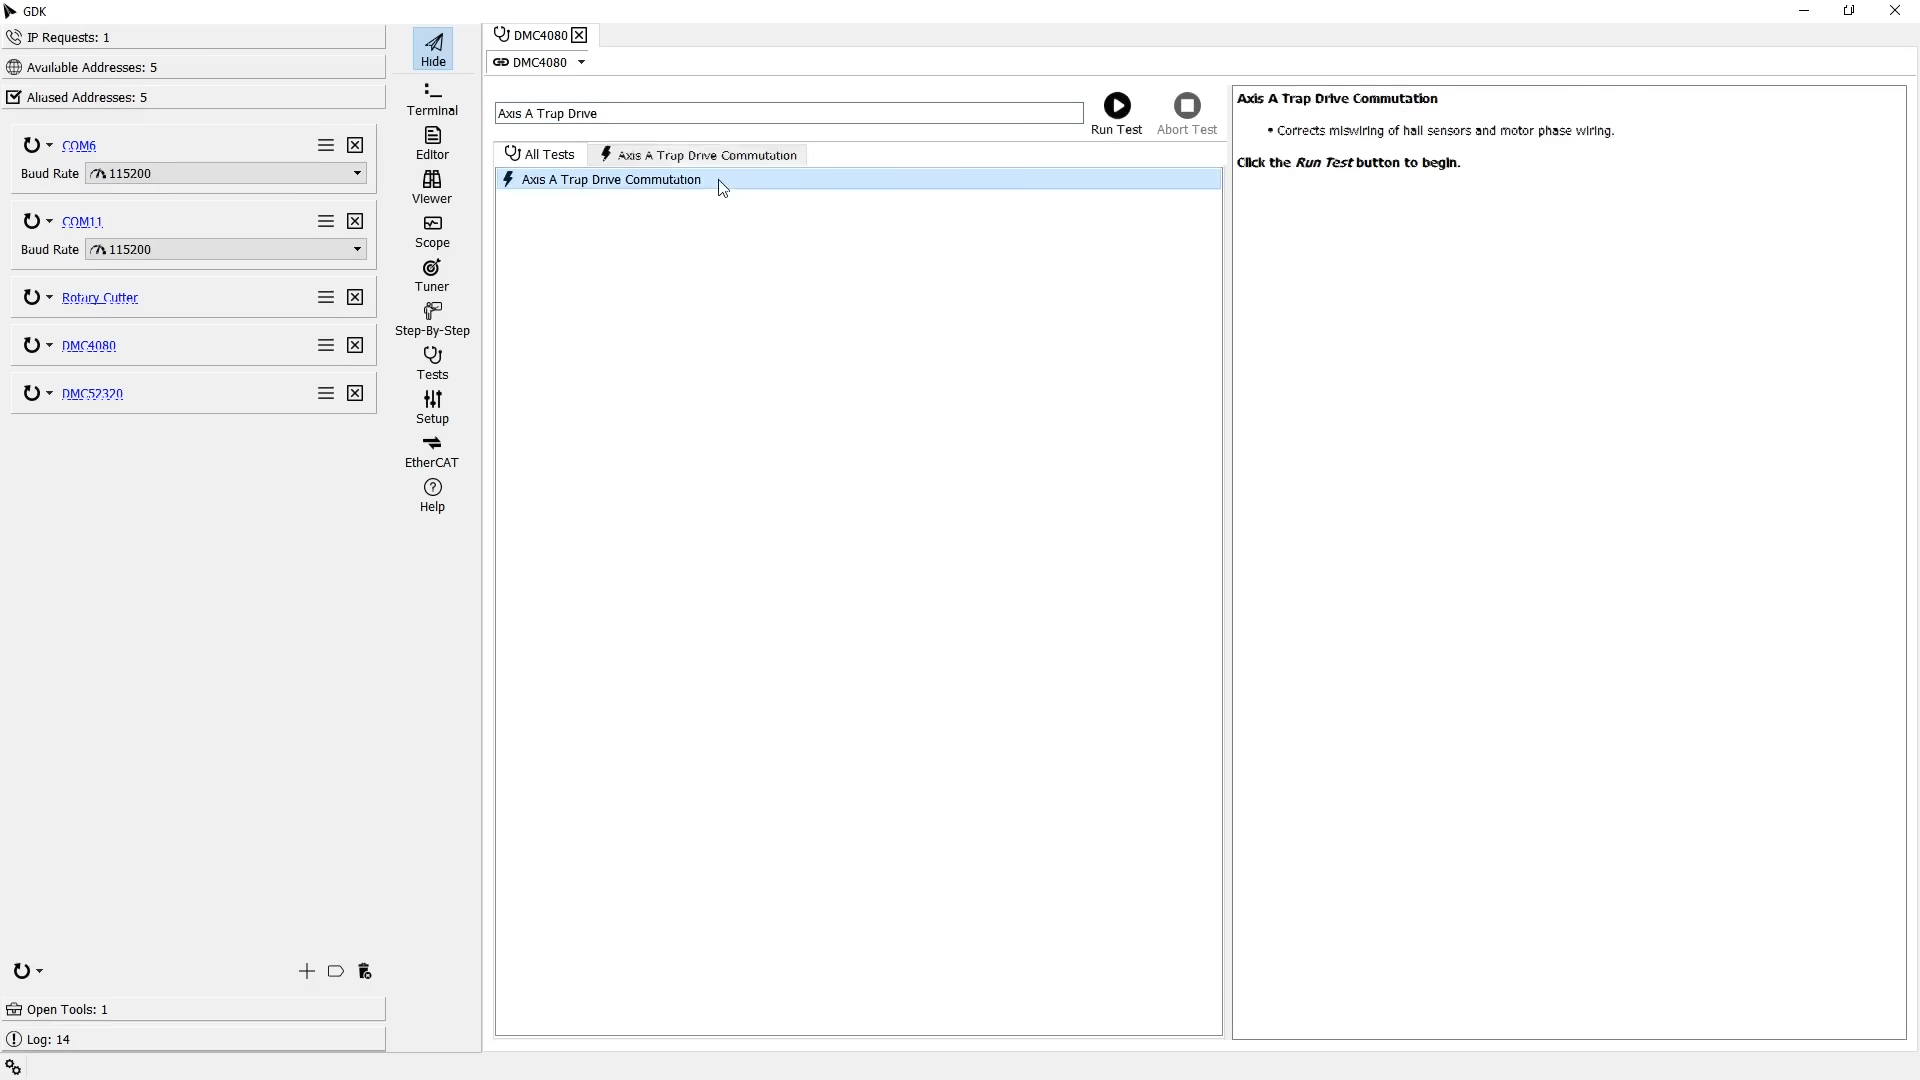 GDK
IP Requests: 1
Available Addresses: 5
Aliased Addresses: 5
COM6
Baud Rate 115200
COM11
Baud Rate 115200
Rotary Cutter
DMC4080
DMC52320
Open Tools: 1
Log: 14
Hide
Terminal
Editor
Viewer
Scope
Tuner
Step-By-Step
Tests
Setup
EtherCAT
Help
DMC4080
DMC4080
Axis A Trap Drive
Run Test
Abort Test
All Tests
Axis A Trap Drive Commutation
Axis A Trap Drive Commutation
Axis A Trap Drive Commutation
• Corrects miswiring of hall sensors and motor phase wiring.
Click the Run Test button to begin.